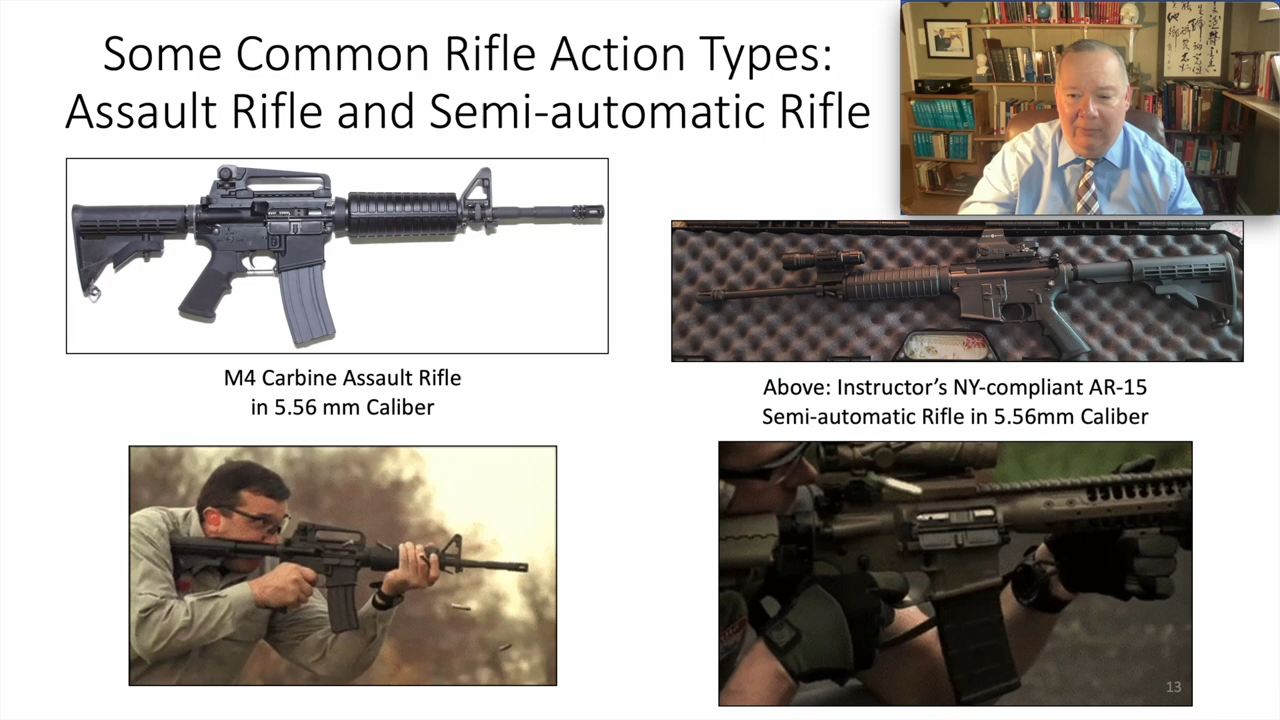 Some Common Rifle Action Types:
Assault Rifle and Semi-automatic Rifle
M4 Carbine Assault Rifle
in 5.56 mm Caliber
Above: Instructor’s NY-compliant AR-15
Semi-automatic Rifle in 5.56mm Caliber
13